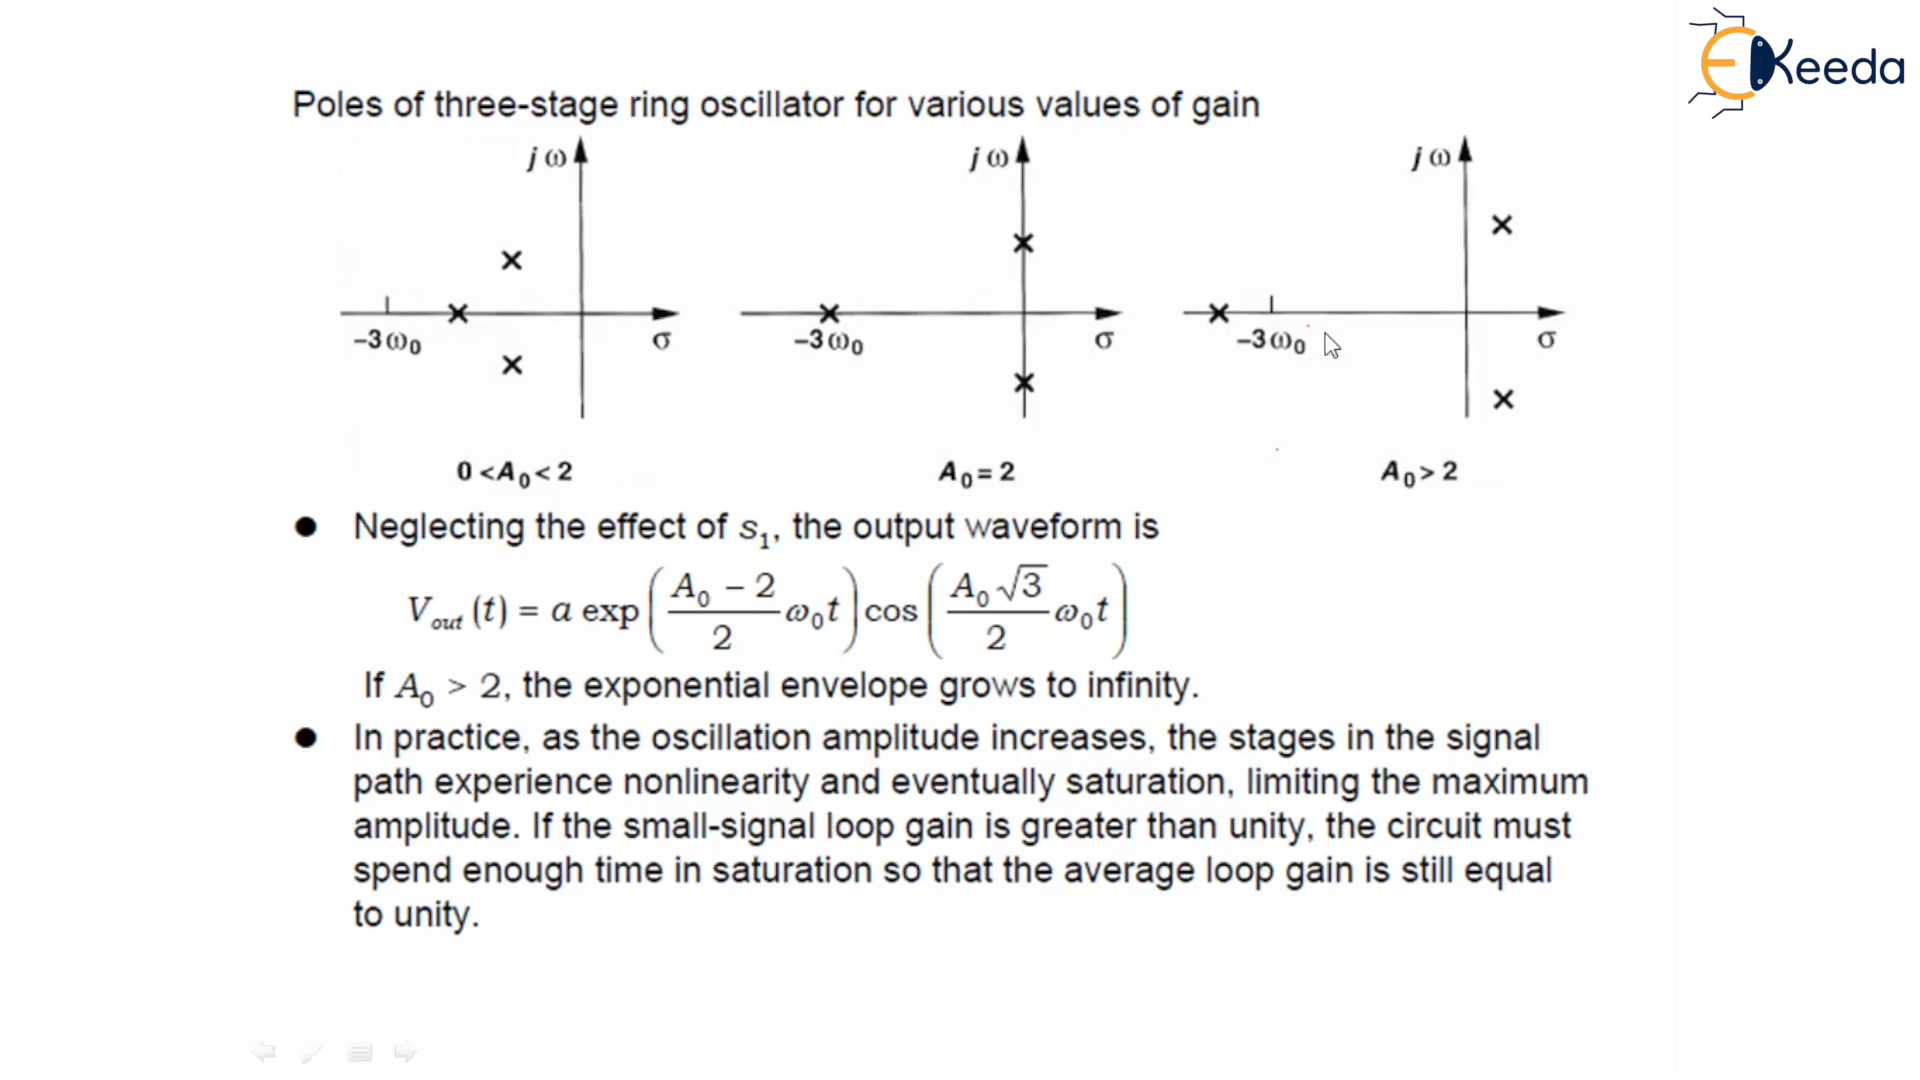 EKeeda
Poles of three-stage ring oscillator for various values of gain
jω jω jω
-3ω₀ σ -3ω₀ σ -3ω₀ σ
0 <A₀< 2 A₀= 2 A₀> 2
● Neglecting the effect of s₁, the output waveform is
V_out (t) = a exp((A₀ − 2)/2 ω₀t) cos((A₀√3)/2 ω₀t)
If A₀ > 2, the exponential envelope grows to infinity.
● In practice, as the oscillation amplitude increases, the stages in the signal
path experience nonlinearity and eventually saturation, limiting the maximum
amplitude. If the small-signal loop gain is greater than unity, the circuit must
spend enough time in saturation so that the average loop gain is still equal
to unity.